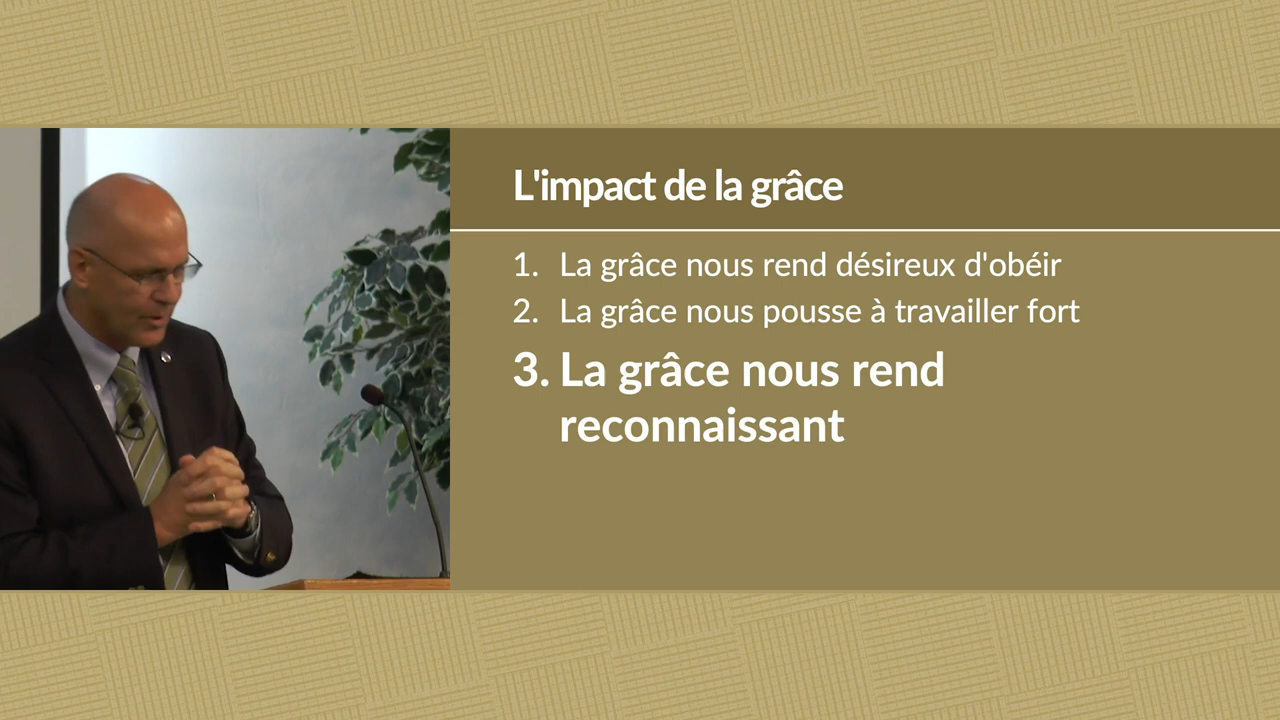 L'impact de la grâce
1. La grâce nous rend désireux d'obéir
2. La grâce nous pousse à travailler fort
3. La grâce nous rend
reconnaissant